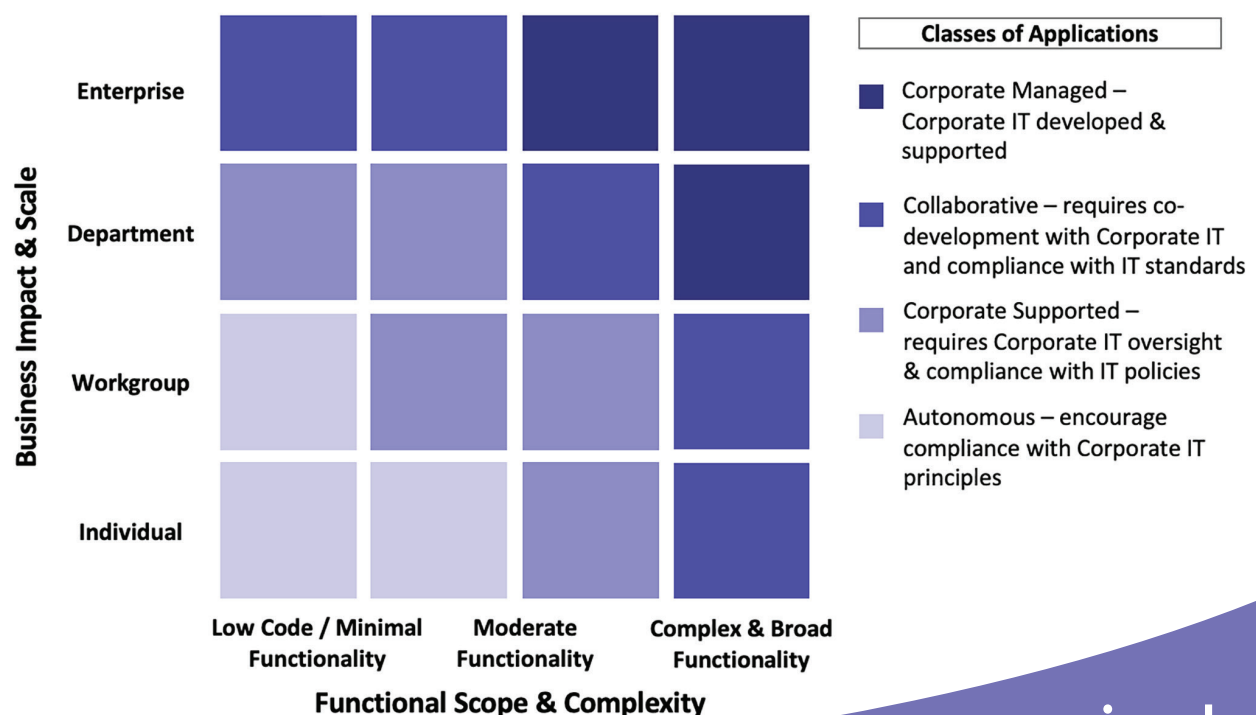 Classes of Applications
Enterprise
Department
Workgroup
Individual
Business Impact & Scale
Corporate Managed –
Corporate IT developed &
supported
Collaborative – requires co-
development with Corporate IT
and compliance with IT standards
Corporate Supported –
requires Corporate IT oversight
& compliance with IT policies
Autonomous – encourage
compliance with Corporate IT
principles
Low Code / Minimal
Functionality
Moderate
Functionality
Complex & Broad
Functionality
Functional Scope & Complexity